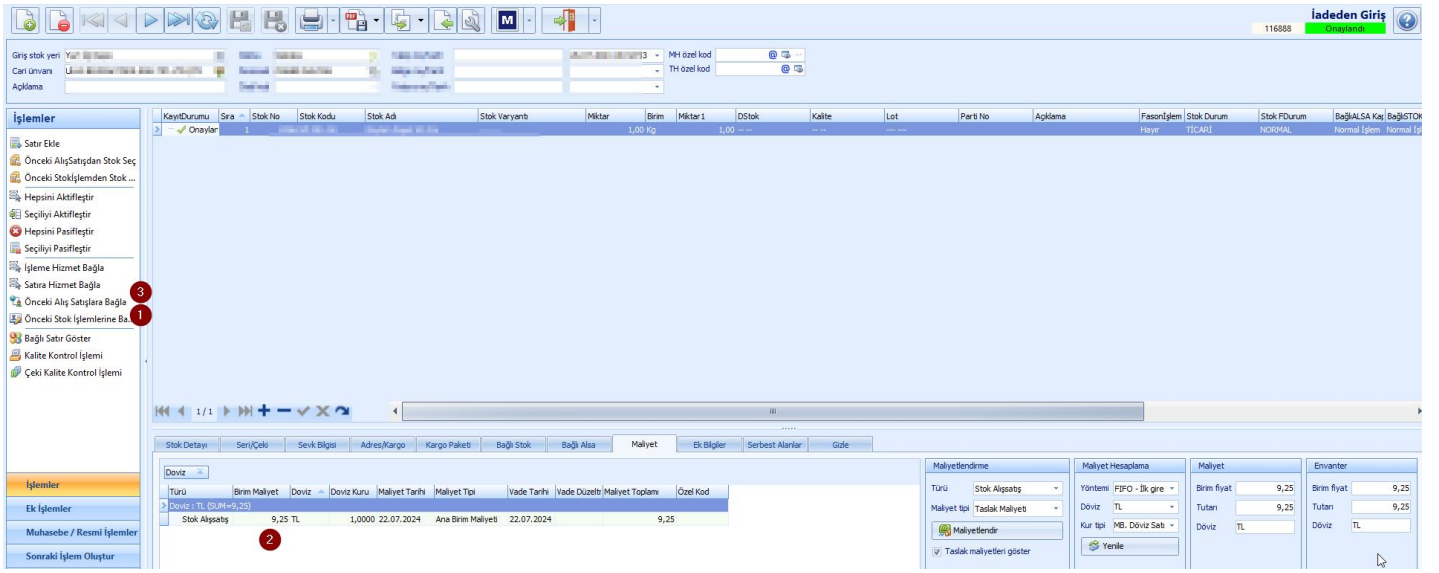 M
İadeden Giriş
116888 Onaylandı
Giriş stok yeri MH özel kod
Cari ünvanı TH özel kod
Açıklama
İşlemler
Satır Ekle
Önceki AlışSatışdan Stok Seç
Önceki Stokİşlemden Stok ...
Hepsini Aktifleştir
Seçiliyi Aktifleştir
Hepsini Pasifleştir
Seçiliyi Pasifleştir
İşleme Hizmet Bağla
Satıra Hizmet Bağla
3
Önceki Alış Satışlara Bağla
1
Önceki Stok İşlemlerine Ba...
Bağlı Satır Göster
Kalite Kontrol İşlemi
Çeki Kalite Kontrol İşlemi
İşlemler
Ek İşlemler
Muhasebe / Resmi İşlemler
Sonraki İşlem Oluştur
KayıtDurumu Sıra Stok No Stok Kodu Stok Adı Stok Varyantı Miktar Birim Miktar1 DStok Kalite Lot Parti No Açıklama Fasonİşlem Stok Durum Stok FDurum BağlıALSA Kaş BağlıSTOK
Onaylar 1 1,00 Kg 1,00 Hayır TİCARİ NORMAL Normal İşlem Normal İşl
1/1
Stok Detayı Seri/Çeki Sevk Bilgisi Adres/Kargo Kargo Paketi Bağlı Stok Bağlı Alsa Maliyet Ek Bilgiler Serbest Alanlar Gizle
Doviz
Türü Birim Maliyet Doviz Doviz Kuru Maliyet Tarihi Maliyet Tipi Vade Tarihi Vade Düzeltı Maliyet Toplamı Özel Kod
Doviz : TL (SUM=9,25)
Stok Alışsatış 9,25 TL 1,0000 22.07.2024 Ana Birim Maliyeti 22.07.2024 9,25
2
Maliyetlendirme
Türü Stok Alışsatış
Maliyet tipi Taslak Maliyeti
Maliyetlendir
Taslak maliyetleri göster
Maliyet Hesaplama
Yöntemi FIFO - İlk gire
Döviz TL
Kur tipi MB. Döviz Satı
Yenile
Maliyet
Birim fiyat 9,25
Tutarı 9,25
Döviz TL
Envanter
Birim fiyat 9,25
Tutarı 9,25
Döviz TL